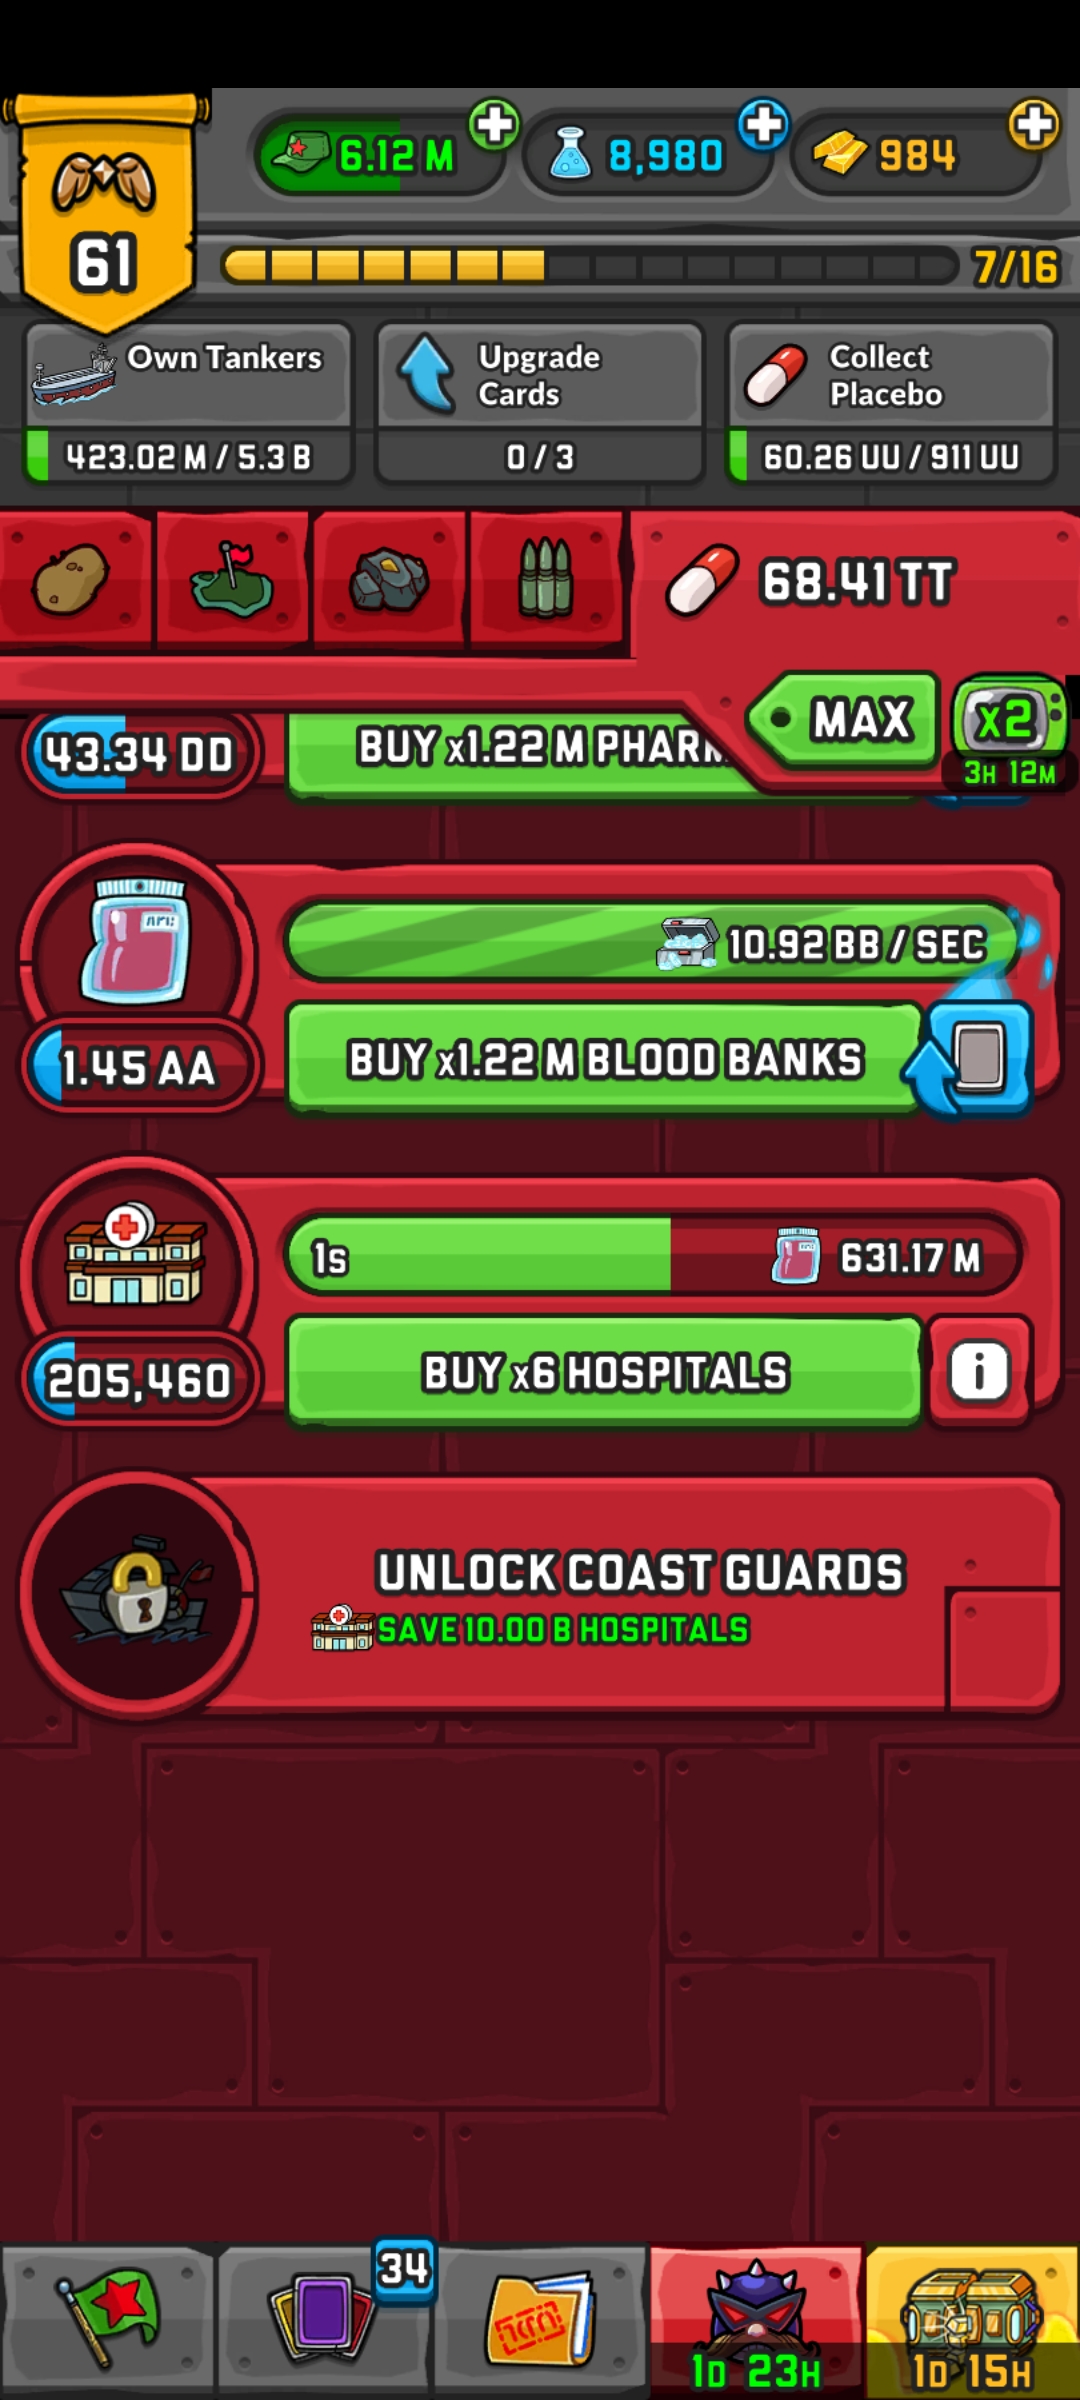 6.12 M
8,980
984
61
7/16
Own Tankers
423.02 M / 5.3 B
Upgrade
Cards
0 / 3
Collect
Placebo
60.26 UU / 911 UU
68.41 TT
MAX
x2
3H 12M
43.34 DD
BUY x1.22 M
10.92 BB / SEC
1.45 AA
BUY x1.22 M BLOOD BANKS
1s
631.17 M
205,460
BUY x6 HOSPITALS
i
UNLOCK COAST GUARDS
SAVE 10.00 B HOSPITALS
34
1D 23H
1D 15H